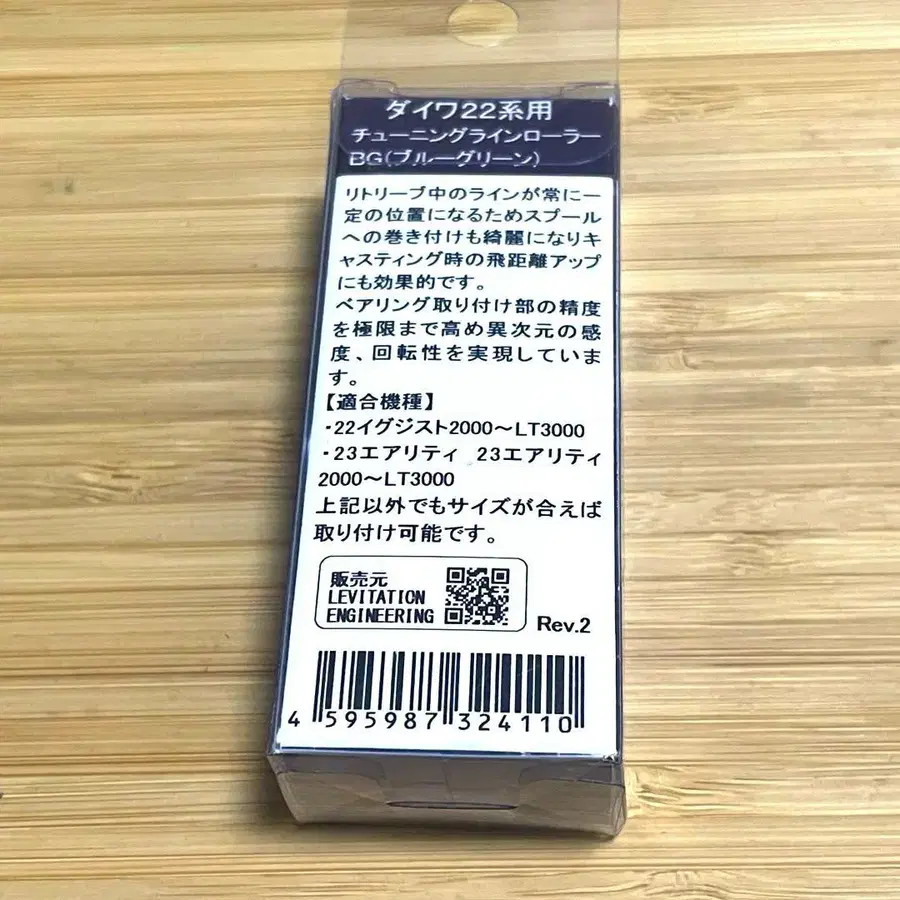 ダイワ22系用
チューニングラインローラー
BG(ブルーグリーン)
リトリーブ中のラインが常に一
定の位置になるためスプール
への巻き付けも綺麗になりキ
ャスティング時の飛距離アップ
にも効果的です。
ベアリング取り付け部の精度
を極限まで高め異次元の感
度、回転性を実現していま
す。
【適合機種】
・22イグジスト2000～LT3000
・23エアリティ 23エアリティ
2000～LT3000
上記以外でもサイズが合えば
取り付け可能です。
販売元
LEVITATION
ENGINEERING
Rev.2
4 595987 324110